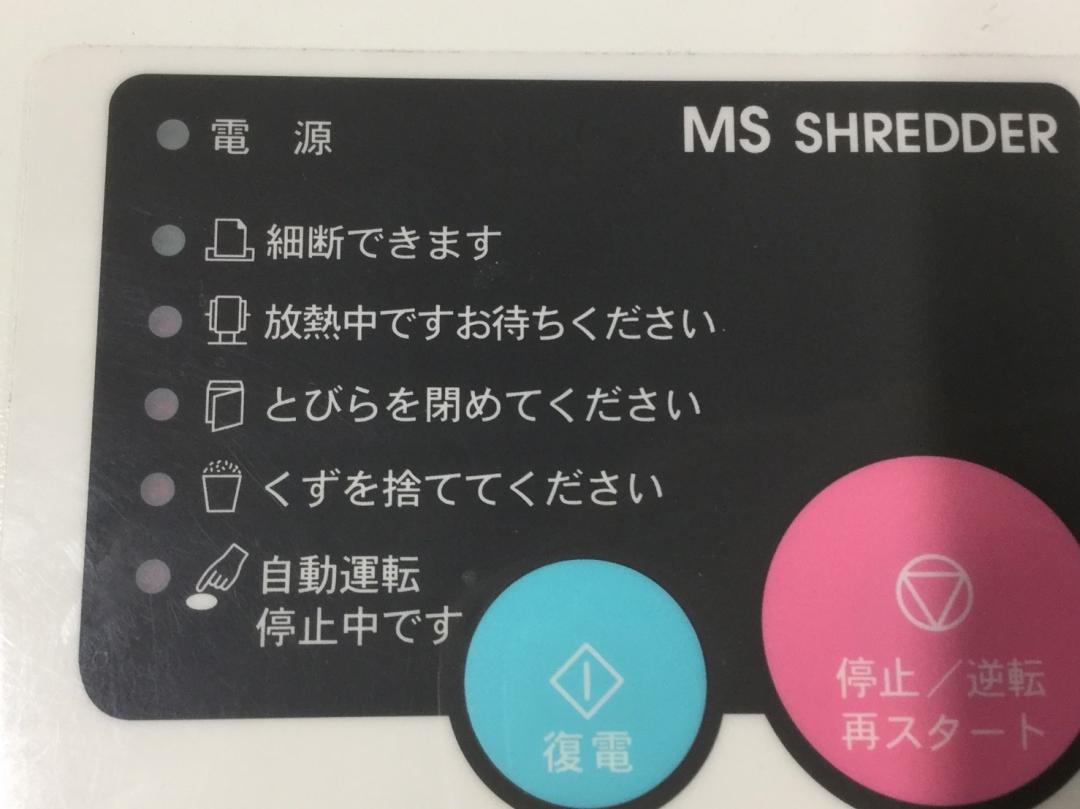 電 源
MS SHREDDER
細断できます
放熱中ですお待ちください
とびらを閉めてください
くずを捨ててください
自動運転
停止中です
復電
停止／逆転
再スタート